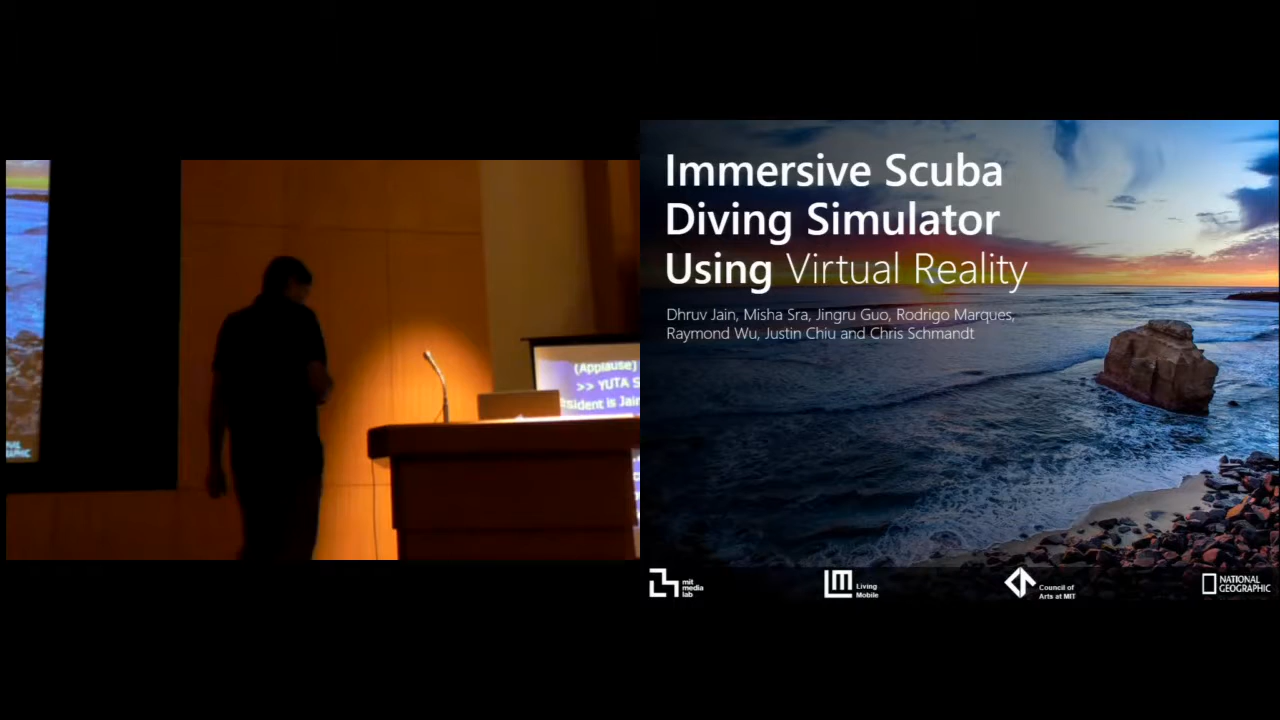 (Applause)
>> YUTA S
sident is Jain
Immersive Scuba
Diving Simulator
Using Virtual Reality
Dhruv Jain, Misha Sra, Jingru Guo, Rodrigo Marques,
Raymond Wu, Justin Chiu and Chris Schmandt
mit
media
lab
Living
Mobile
Council of
Arts at MIT
NATIONAL
GEOGRAPHIC